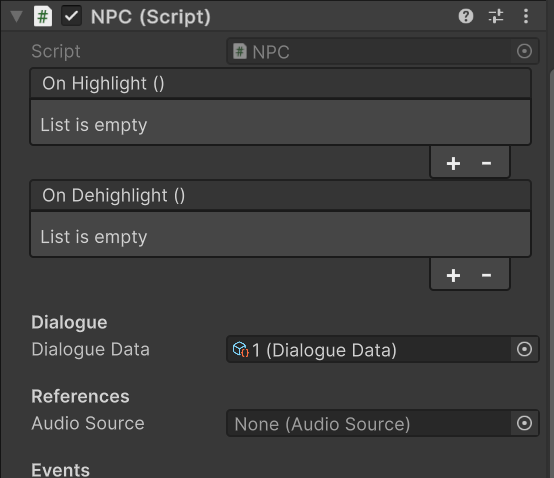 NPC (Script)
Script NPC
On Highlight ()
List is empty
+ -
On Dehighlight ()
List is empty
+ -
Dialogue
Dialogue Data 1 (Dialogue Data)
References
Audio Source None (Audio Source)
Events